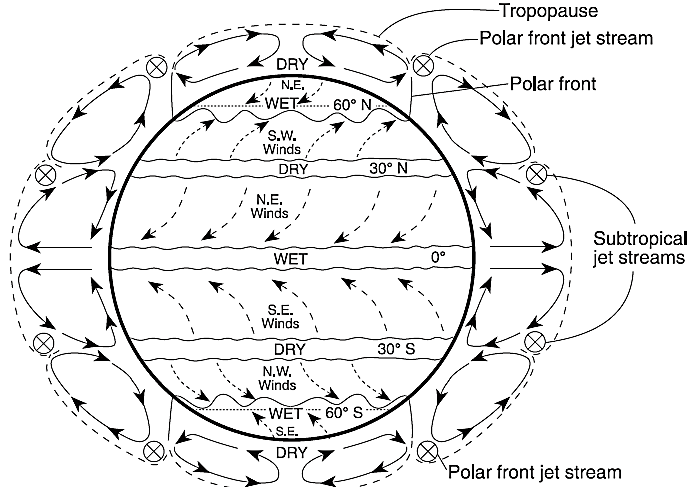 Tropopause
Polar front jet stream
DRY
N.E.
Polar front
WET 60° N
S.W.
Winds
DRY 30° N
N.E.
Winds
Subtropical
jet streams
WET 0°
S.E.
Winds
DRY 30° S
N.W.
Winds
WET 60° S
S.E.
DRY
Polar front jet stream